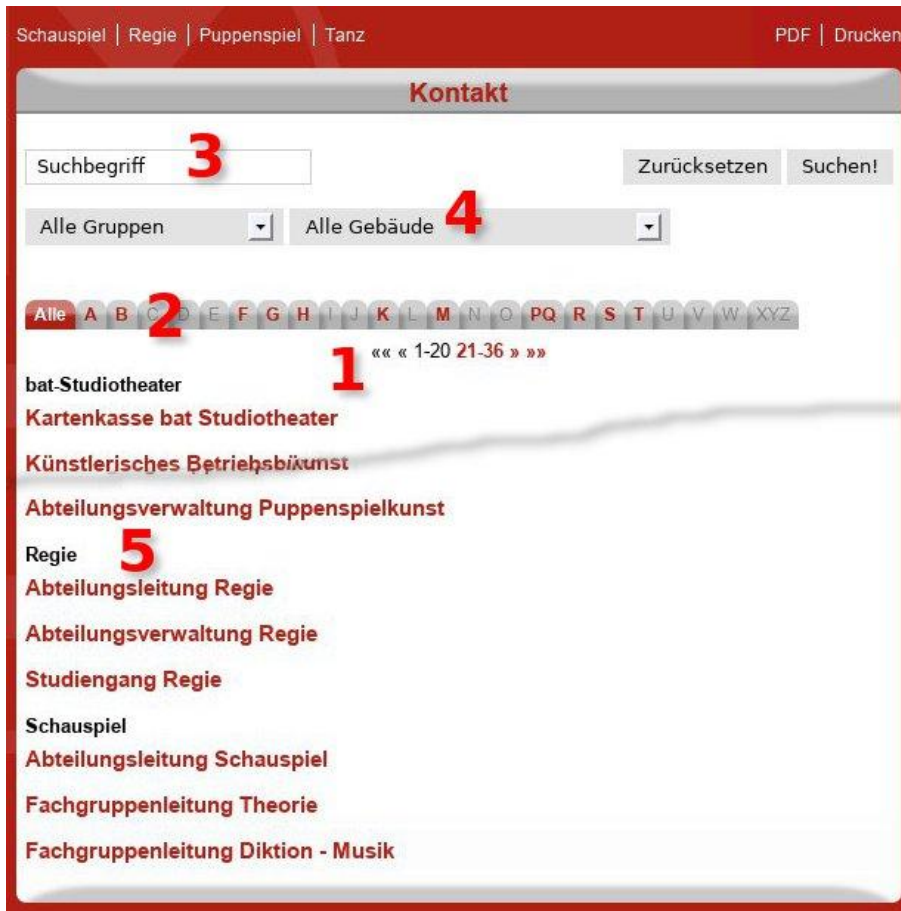 Schauspiel | Regie | Puppenspiel | Tanz PDF | Drucken
Kontakt
3
Suchbegriff Zurücksetzen Suchen!
4
Alle Gruppen Alle Gebäude
2
Alle A B C D E F G H I J K L M N O PQ R S T U V W XYZ
1
«« « 1-20 21-36 » »»
bat-Studiotheater
Kartenkasse bat Studiotheater
Künstlerisches
Abteilungsverwaltung Puppenspielkunst
5
Regie
Abteilungsleitung Regie
Abteilungsverwaltung Regie
Studiengang Regie
Schauspiel
Abteilungsleitung Schauspiel
Fachgruppenleitung Theorie
Fachgruppenleitung Diktion - Musik